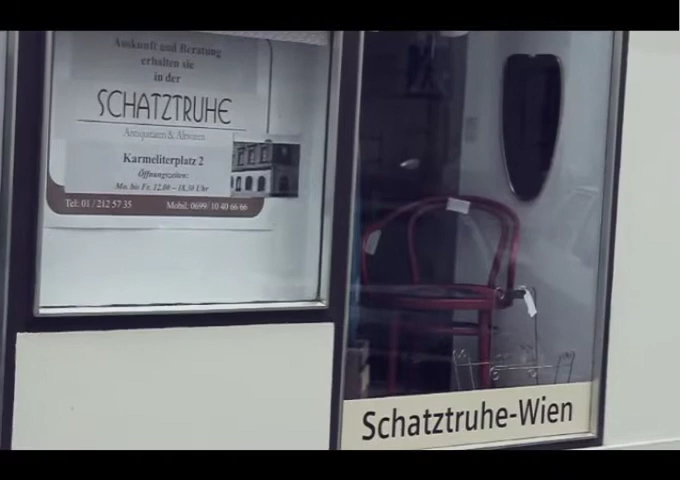 Auskunft und Beratung
erhalten sie
in der
SCHATZTRUHE
Antiquitäten & Altwaren
Karmeliterplatz 2
Öffnungszeiten:
Mo. bis Fr. 12.00 - 18.30 Uhr
Tel: 01 / 212 57 35 Mobil: 0699/ 10 40 66 66
Schatztruhe-Wien